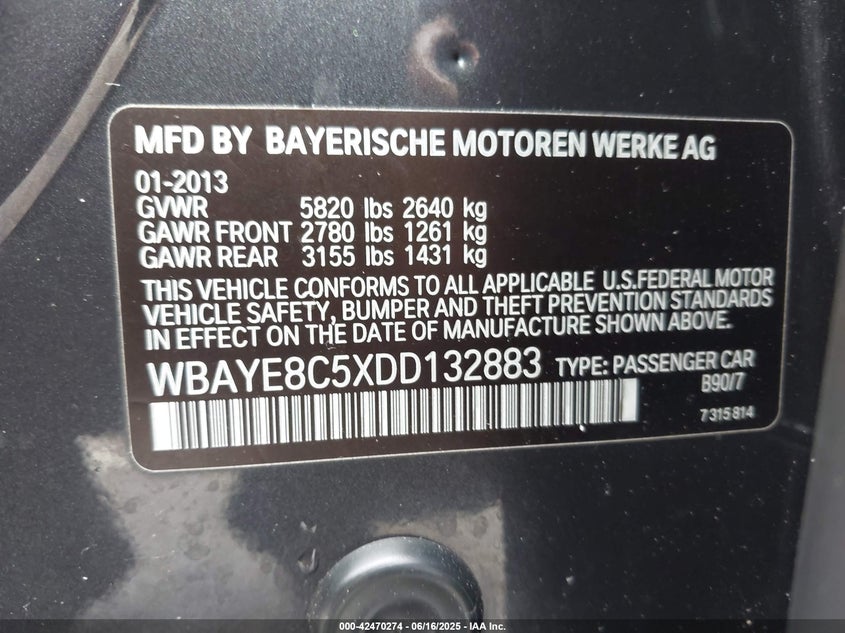 MFD BY BAYERISCHE MOTOREN WERKE AG
01-2013
GVWR 5820 lbs 2640 kg
GAWR FRONT 2780 lbs 1261 kg
GAWR REAR 3155 lbs 1431 kg
THIS VEHICLE CONFORMS TO ALL APPLICABLE U.S.FEDERAL MOTOR
VEHICLE SAFETY, BUMPER AND THEFT PREVENTION STANDARDS
IN EFFECT ON THE DATE OF MANUFACTURE SHOWN ABOVE.
WBAYE8C5XDD132883 TYPE: PASSENGER CAR
B90/7
7 315 814
000-42470274 / 06/16/2025 / IAA Inc.